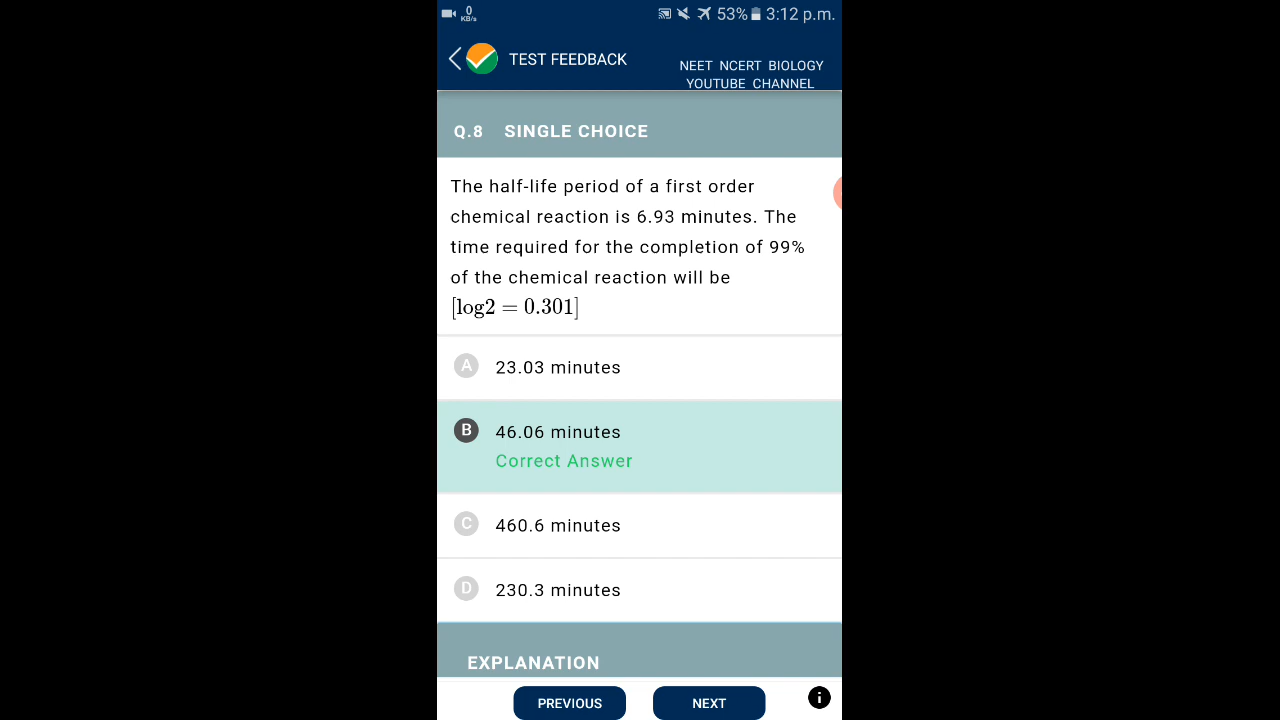 0
KB/s
53% 3:12 p.m.
TEST FEEDBACK
NEET NCERT BIOLOGY
YOUTUBE CHANNEL
Q.8 SINGLE CHOICE
The half-life period of a first order
chemical reaction is 6.93 minutes. The
time required for the completion of 99%
of the chemical reaction will be
[log2 = 0.301]
A 23.03 minutes
B 46.06 minutes
Correct Answer
C 460.6 minutes
D 230.3 minutes
EXPLANATION
PREVIOUS NEXT i